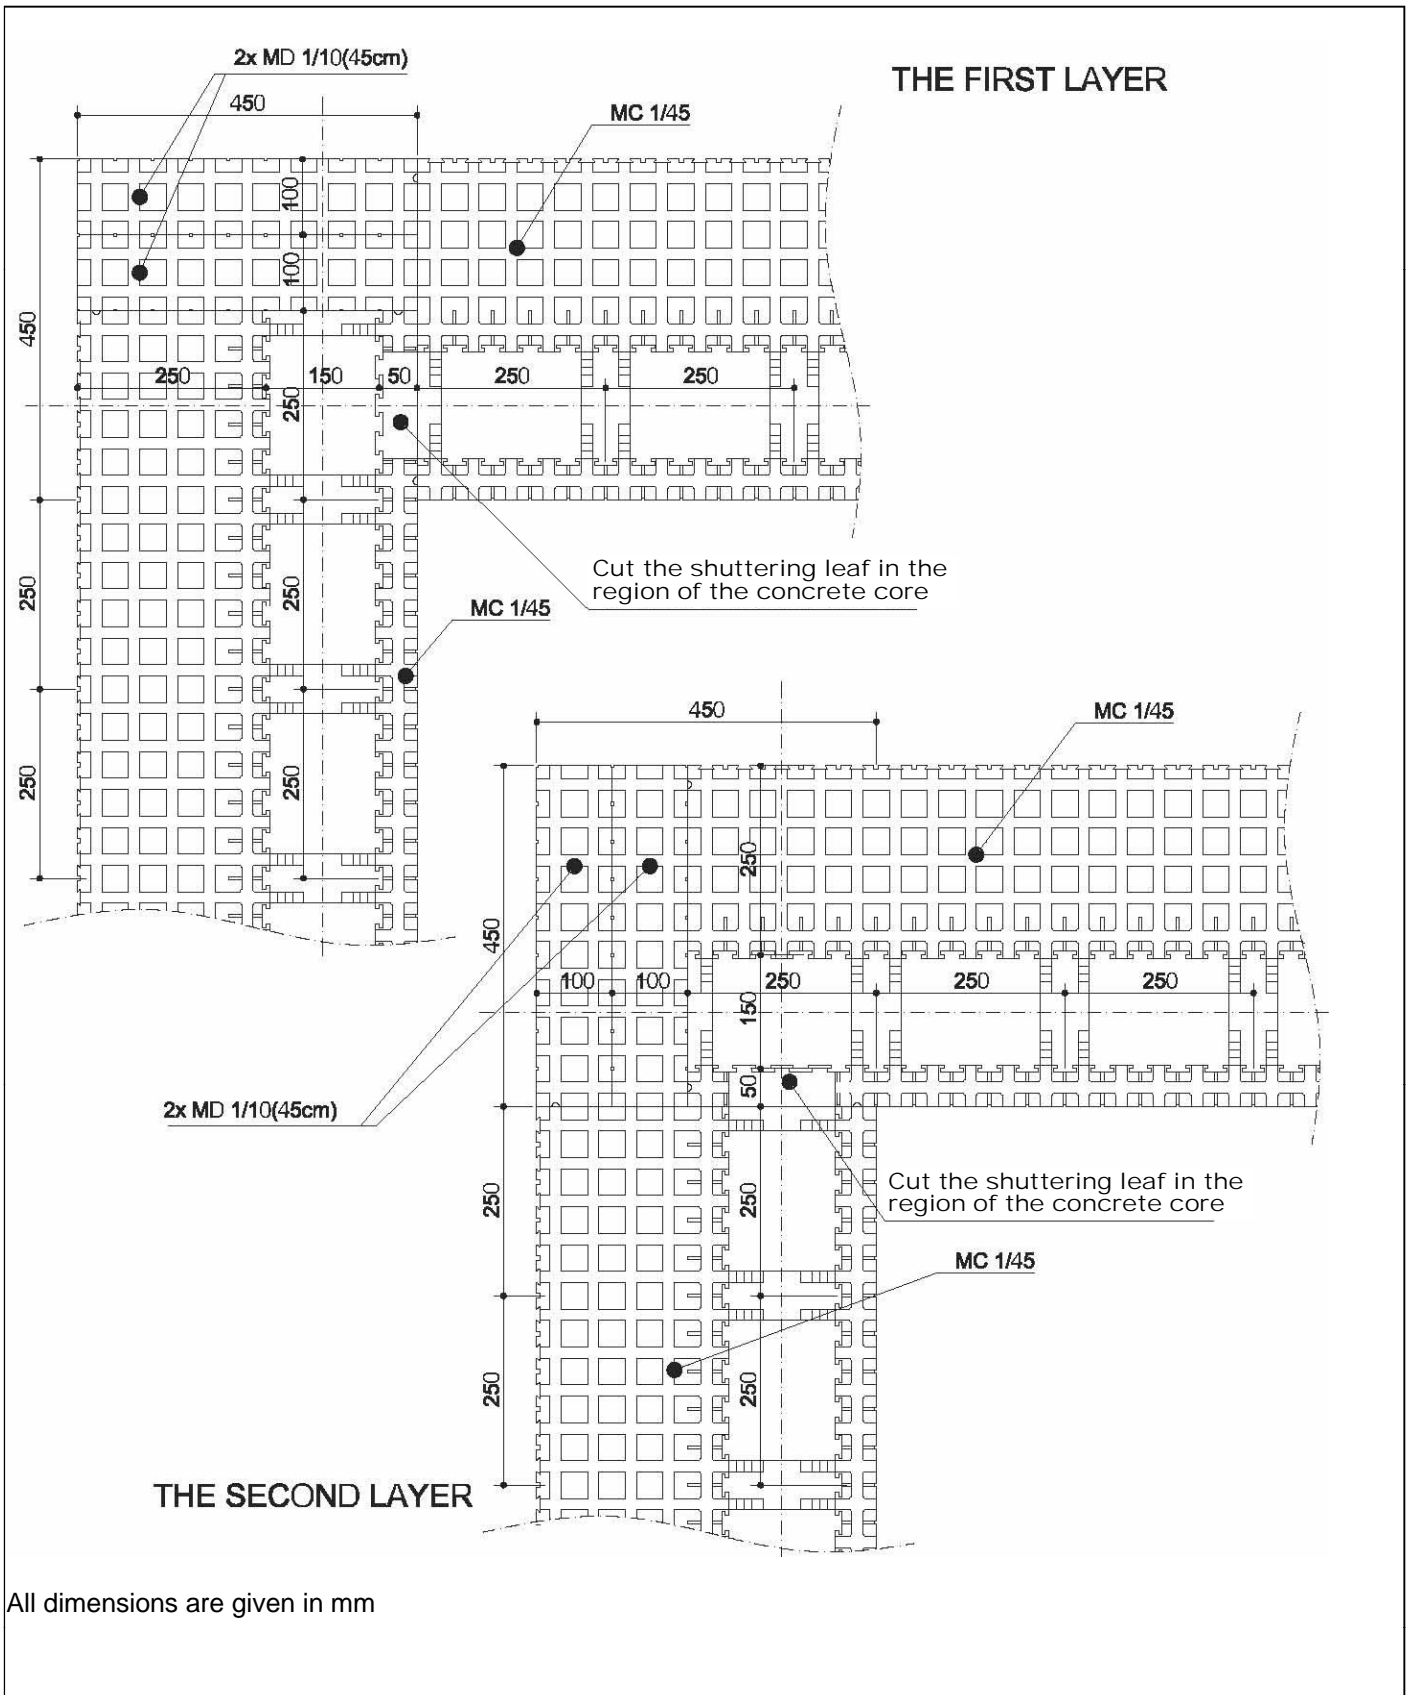 2x MD 1/10(45cm)
THE FIRST LAYER
450
MC 1/45
100
100
450
250
150
50
250
250
250
Cut the shuttering leaf in the
region of the concrete core
250
250
MC 1/45
450
MC 1/45
250
250
250
450
100
100
250
250
250
150
50
2x MD 1/10(45cm)
Cut the shuttering leaf in the
region of the concrete core
250
250
MC 1/45
250
250
THE SECOND LAYER
All dimensions are given in mm